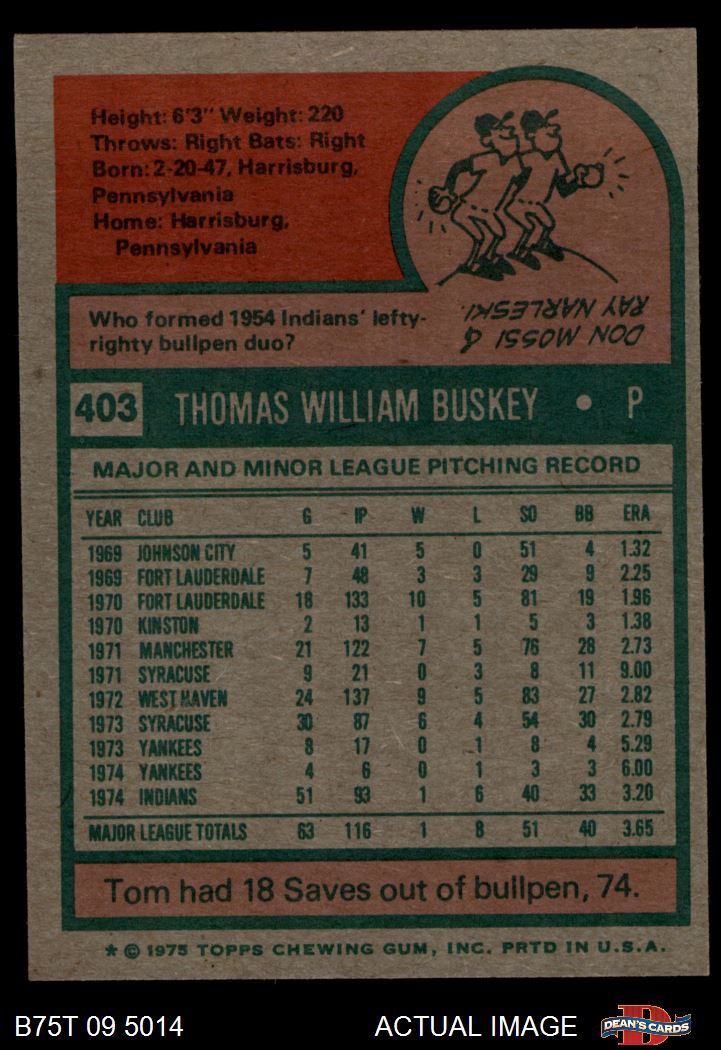 Height: 6'3" Weight: 220
Throws: Right Bats: Right
Born: 2-20-47, Harrisburg,
Pennsylvania
Home: Harrisburg,
Pennsylvania
Who formed 1954 Indians' lefty-
righty bullpen duo?
DON MOSSI &
RAY NARLESKI.
403 THOMAS WILLIAM BUSKEY • P
MAJOR AND MINOR LEAGUE PITCHING RECORD
YEAR CLUB G IP W L SO BB ERA
1969 JOHNSON CITY 5 41 5 0 51 4 1.32
1969 FORT LAUDERDALE 7 48 3 3 29 9 2.25
1970 FORT LAUDERDALE 18 133 10 5 81 19 1.96
1970 KINSTON 2 13 1 1 5 3 1.38
1971 MANCHESTER 21 122 7 5 76 28 2.73
1971 SYRACUSE 9 21 0 3 8 11 9.00
1972 WEST HAVEN 24 137 9 5 83 27 2.82
1973 SYRACUSE 30 87 6 4 54 30 2.79
1973 YANKEES 8 17 0 1 8 4 5.29
1974 YANKEES 4 6 0 1 3 3 6.00
1974 INDIANS 51 93 1 6 40 33 3.20
MAJOR LEAGUE TOTALS 63 116 1 8 51 40 3.65
Tom had 18 Saves out of bullpen, 74.
* © 1975 TOPPS CHEWING GUM, INC. PRTD IN U.S.A.
B75T 09 5014 ACTUAL IMAGE DEAN'S CARDS